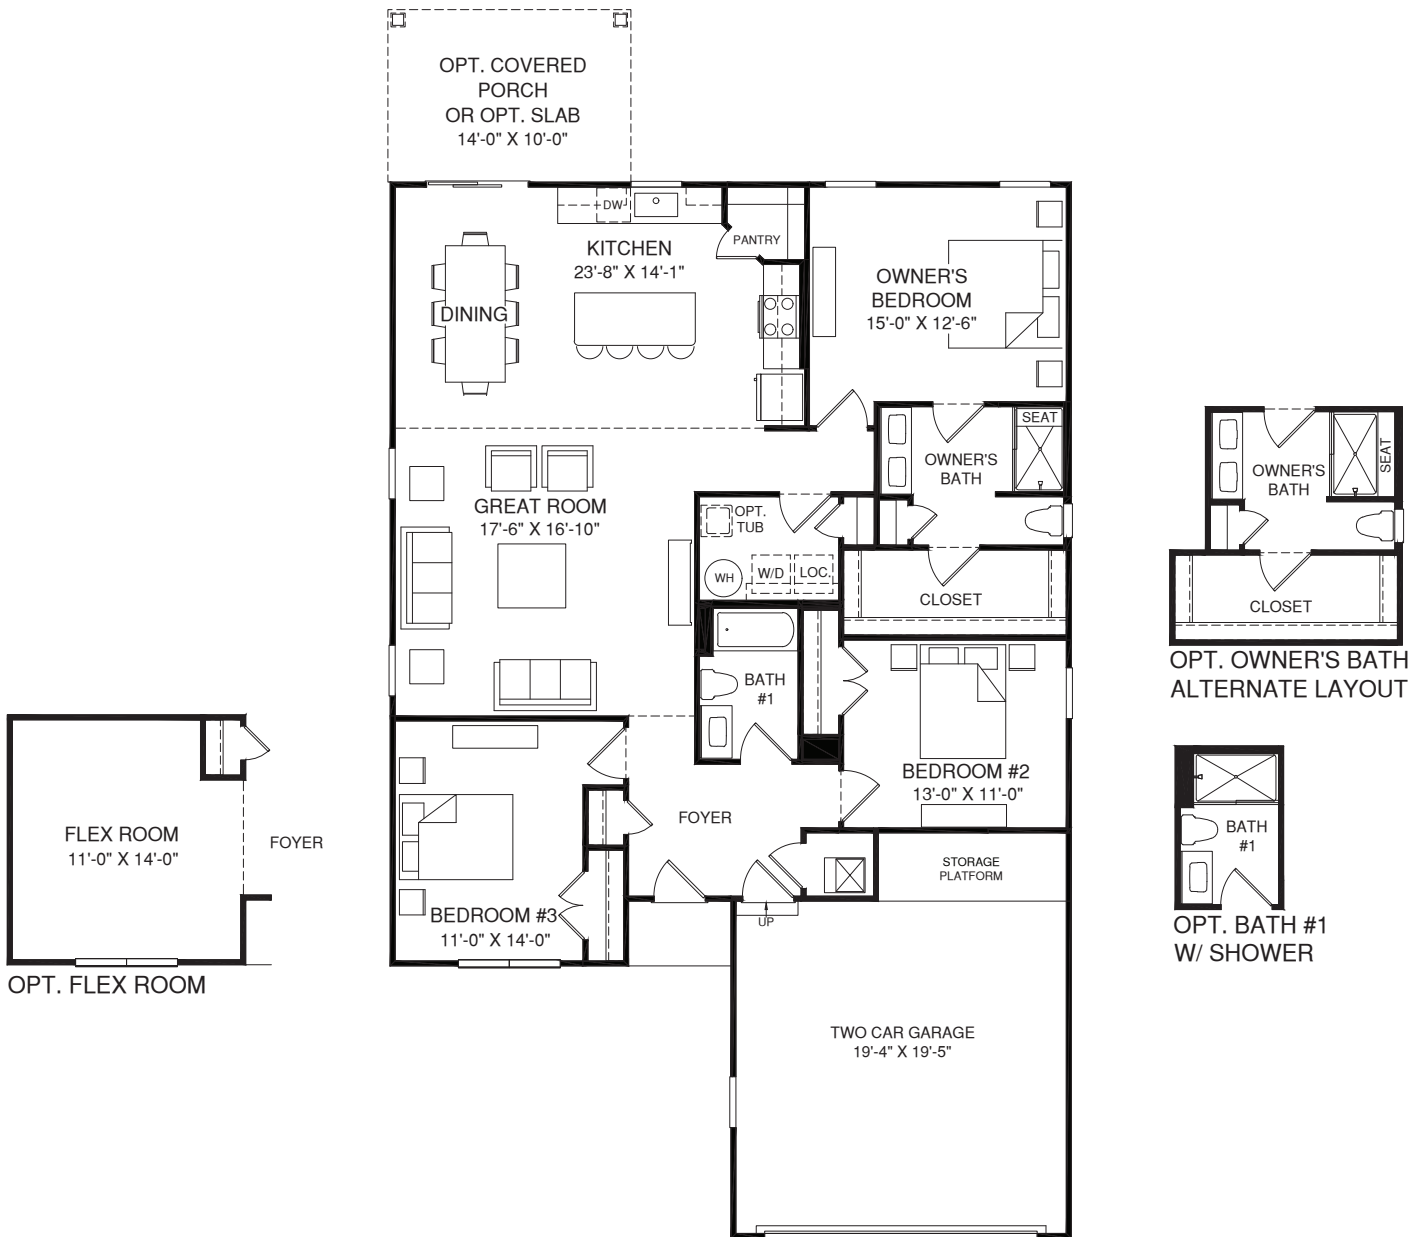 OPT. COVERED
PORCH
OR OPT. SLAB
14'-0" X 10'-0"
DW
PANTRY
KITCHEN
23'-8" X 14'-1"
DINING
OWNER'S
BEDROOM
15'-0" X 12'-6"
SEAT
OWNER'S
BATH
GREAT ROOM
17'-6" X 16'-10"
OPT.
TUB
WH
W/D
LOC.
CLOSET
BATH
#1
BEDROOM #2
13'-0" X 11'-0"
FOYER
BEDROOM #3
11'-0" X 14'-0"
STORAGE
PLATFORM
UP
TWO CAR GARAGE
19'-4" X 19'-5"
FLEX ROOM
11'-0" X 14'-0"
FOYER
OPT. FLEX ROOM
OWNER'S
BATH
SEAT
CLOSET
OPT. OWNER'S BATH
ALTERNATE LAYOUT
BATH
#1
OPT. BATH #1
W/ SHOWER